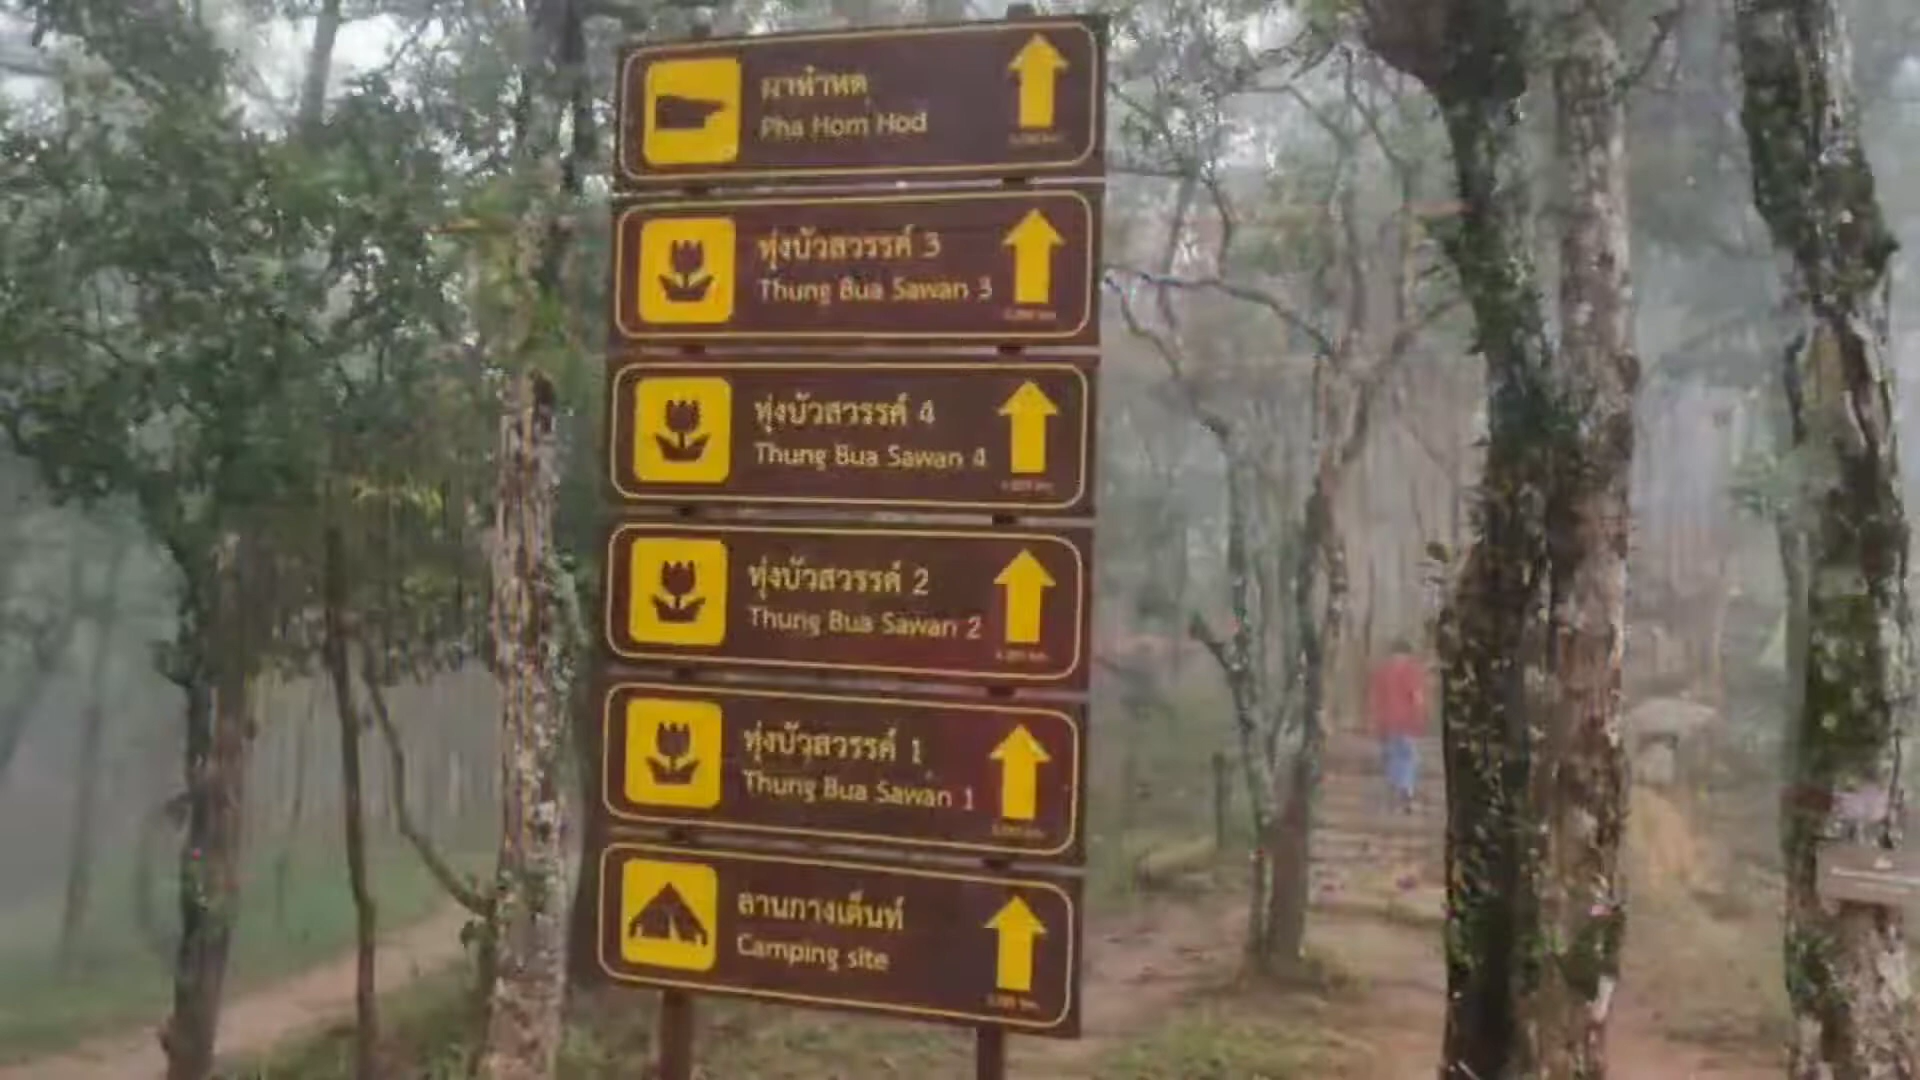 ผาหำหด
Pha Hom Hod
ทุ่งบัวสวรรค์ 3
Thung Bua Sawan 3
ทุ่งบัวสวรรค์ 4
Thung Bua Sawan 4
ทุ่งบัวสวรรค์ 2
Thung Bua Sawan 2
ทุ่งบัวสวรรค์ 1
Thung Bua Sawan 1
ลานกางเต็นท์
Camping site